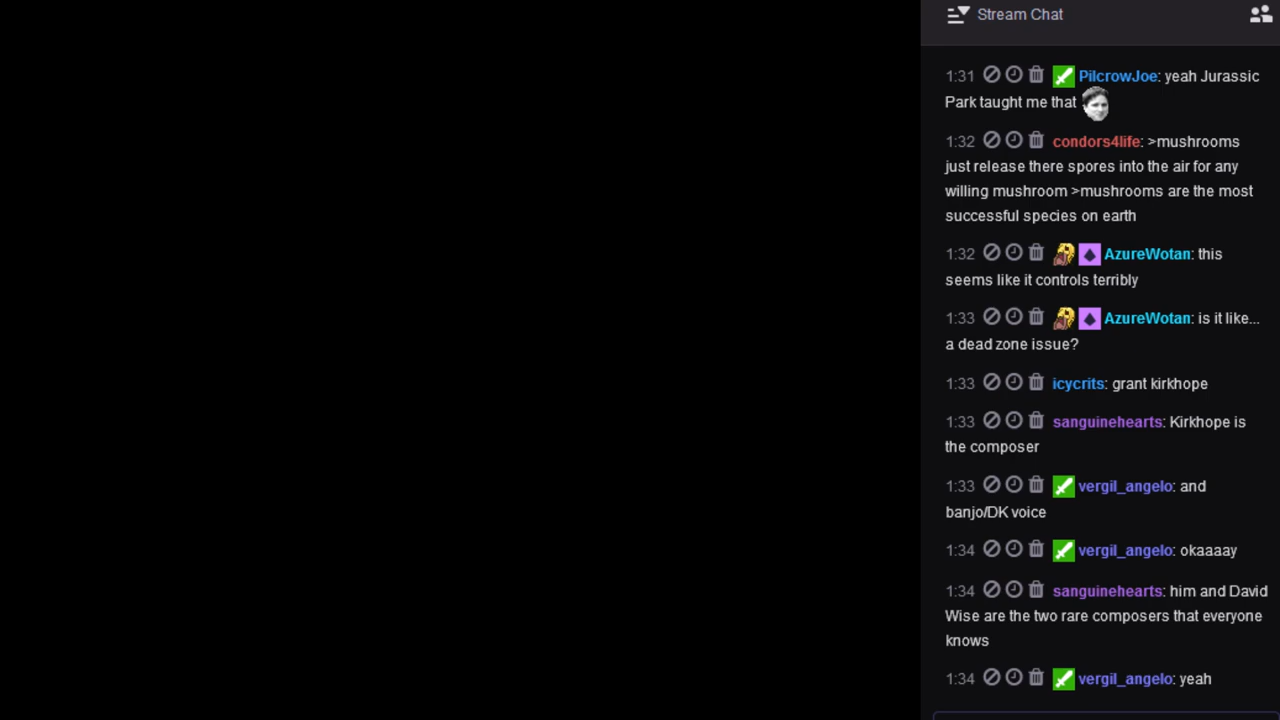 Stream Chat
1:31 PilcrowJoe: yeah Jurassic
Park taught me that
1:32 condors4life: >mushrooms
just release there spores into the air for any
willing mushroom >mushrooms are the most
successful species on earth
1:32 AzureWotan: this
seems like it controls terribly
1:33 AzureWotan: is it like...
a dead zone issue?
1:33 icycrits: grant kirkhope
1:33 sanguinehearts: Kirkhope is
the composer
1:33 vergil_angelo: and
banjo/DK voice
1:34 vergil_angelo: okaaaay
1:34 sanguinehearts: him and David
Wise are the two rare composers that everyone
knows
1:34 vergil_angelo: yeah